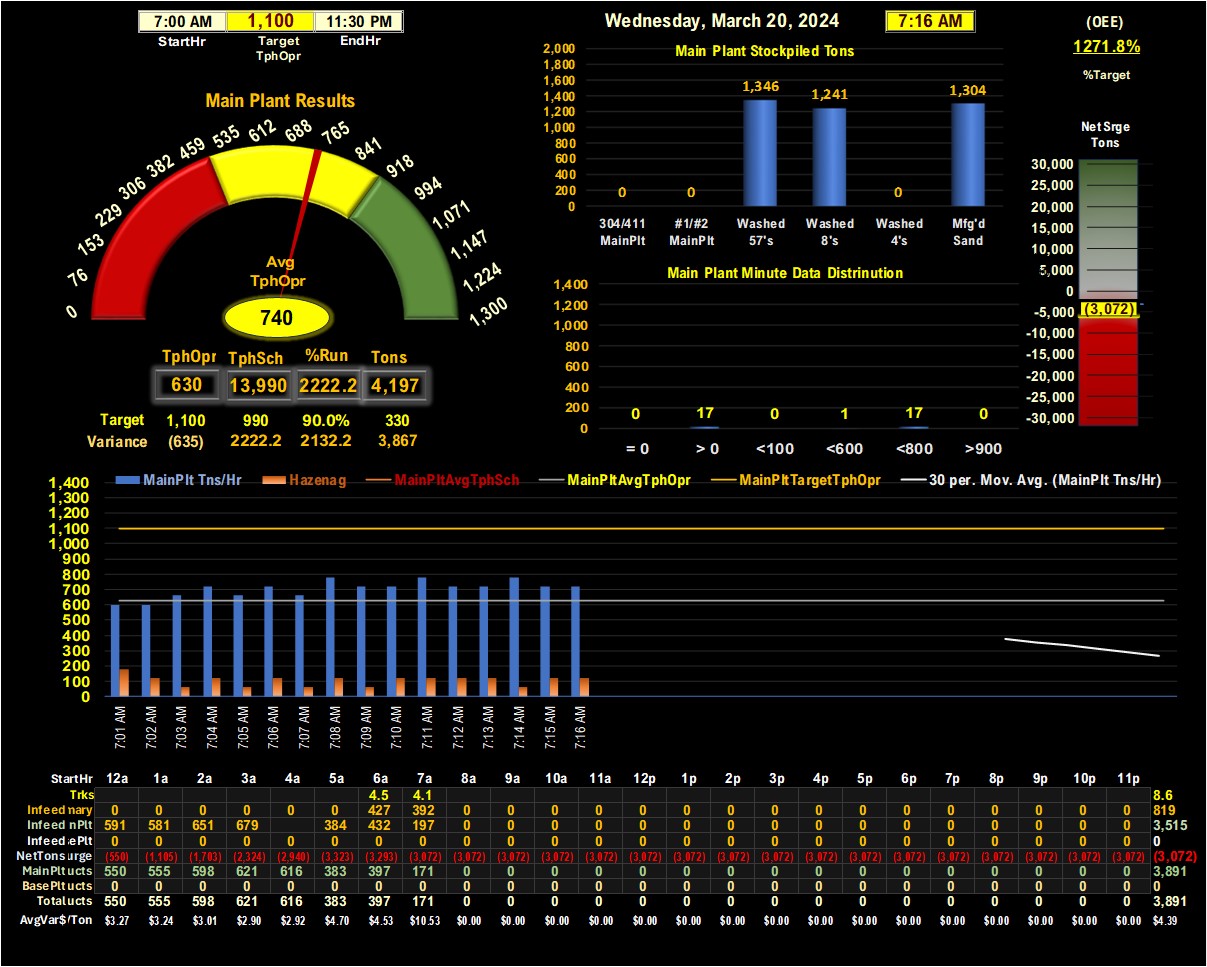 7:00 AM 1,100 11:30 PM
StartHr Target TphOpr EndHr
Wednesday, March 20, 2024 7:16 AM
(OEE)
1271.8%
%Target
Main Plant Results
0 76 153 229 306 382 459 535 612 688 765 841 918 994 1,071 1,147 1,224 1,300
Avg
TphOpr
740
TphOpr TphSch %Run Tons
630 13,990 2222.2 4,197
Target 1,100 990 90.0% 330
Variance (635) 2222.2 2132.2 3,867
Main Plant Stockpiled Tons
2,000
1,800
1,600
1,400
1,200
1,000
800
600
400
200
0
0 0 1,346 1,241 0 1,304
304/411 #1/#2 Washed Washed Washed Mfg'd
MainPlt MainPlt 57's 8's 4's Sand
Main Plant Minute Data Distrinution
1,400
1,200
1,000
800
600
400
200
0
0 17 0 1 17 0
= 0 > 0 <100 <600 <800 >900
Net Srge
Tons
30,000
25,000
20,000
15,000
10,000
5,000
0
-5,000
-10,000
-15,000
-20,000
-25,000
-30,000
(3,072)
MainPlt Tns/Hr Hazenag MainPltAvgTphSch MainPltAvgTphOpr MainPltTargetTphOpr 30 per. Mov. Avg. (MainPlt Tns/Hr)
1,400
1,300
1,200
1,100
1,000
900
800
700
600
500
400
300
200
100
0
7:01 AM 7:02 AM 7:03 AM 7:04 AM 7:05 AM 7:06 AM 7:07 AM 7:08 AM 7:09 AM 7:10 AM 7:11 AM 7:12 AM 7:13 AM 7:14 AM 7:15 AM 7:16 AM
StartHr 12a 1a 2a 3a 4a 5a 6a 7a 8a 9a 10a 11a 12p 1p 2p 3p 4p 5p 6p 7p 8p 9p 10p 11p
Trks 4.5 4.1 8.6
Infeed nary 0 0 0 0 0 0 427 392 0 0 0 0 0 0 0 0 0 0 0 0 0 0 0 0 819
Infeed nPlt 591 581 651 679 384 432 197 0 0 0 0 0 0 0 0 0 0 0 0 0 0 0 0 3,515
Infeed ePlt 0 0 0 0 0 0 0 0 0 0 0 0 0 0 0 0 0 0 0 0 0 0 0 0 0
NetTons urge (550) (1,105) (1,703) (2,324) (2,940) (3,323) (3,293) (3,072) (3,072) (3,072) (3,072) (3,072) (3,072) (3,072) (3,072) (3,072) (3,072) (3,072) (3,072) (3,072) (3,072) (3,072) (3,072) (3,072) (3,072)
MainPlt ucts 550 555 598 621 616 383 397 171 0 0 0 0 0 0 0 0 0 0 0 0 0 0 0 0 3,891
BasePlt ucts 0 0 0 0 0 0 0 0 0 0 0 0 0 0 0 0 0 0 0 0 0 0 0 0 0
Total ucts 550 555 598 621 616 383 397 171 0 0 0 0 0 0 0 0 0 0 0 0 0 0 0 0 3,891
AvgVar$/Ton $3.27 $3.24 $3.01 $2.90 $2.92 $4.70 $4.53 $10.53 $0.00 $0.00 $0.00 $0.00 $0.00 $0.00 $0.00 $0.00 $0.00 $0.00 $0.00 $0.00 $0.00 $0.00 $0.00 $0.00 $4.39